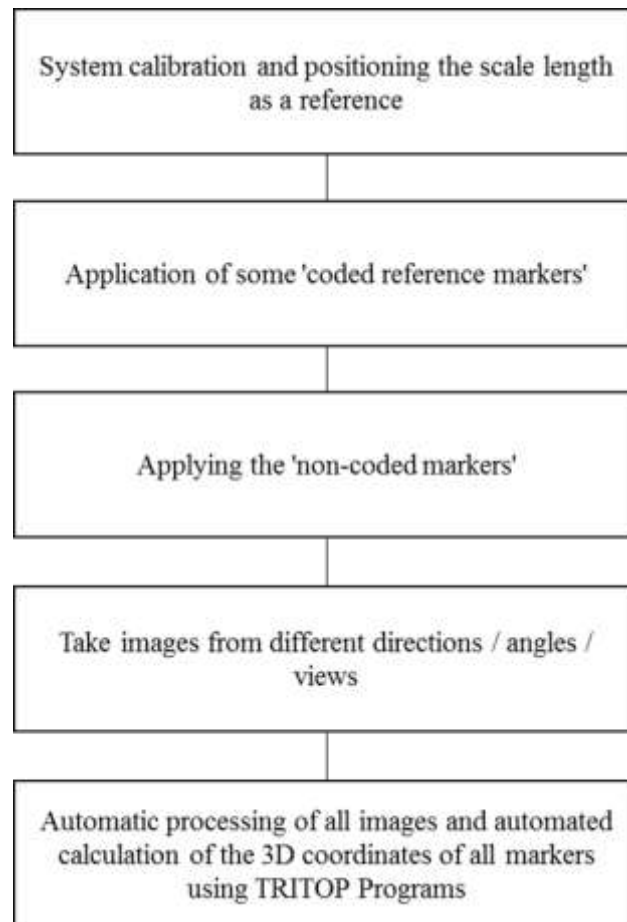 System calibration and positioning the scale length
as a reference
Application of some 'coded reference markers'
Applying the 'non-coded markers'
Take images from different directions / angles /
views
Automatic processing of all images and automated
calculation of the 3D coordinates of all markers
using TRITOP Programs